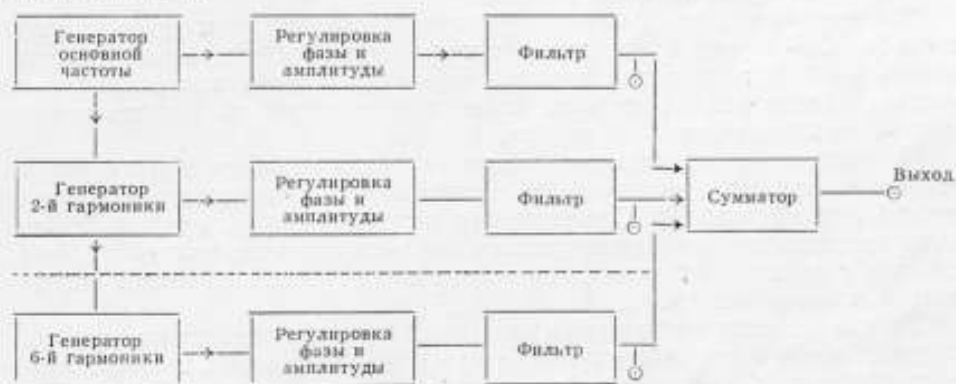 Генератор
основной
частоты
Регулировка
фазы и
амплитуды
Фильтр
Генератор
2-й гармоники
Регулировка
фазы и
амплитуды
Фильтр
Сумматор
Выход
Генератор
6-й гармоники
Регулировка
фазы и
амплитуды
Фильтр